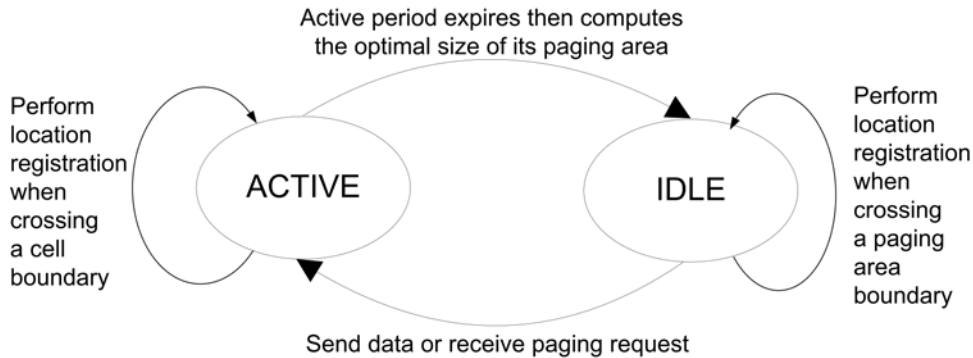 Active period expires then computes
the optimal size of its paging area
Perform
location
registration
when
crossing
a cell
boundary
ACTIVE
IDLE
Perform
location
registration
when
crossing
a paging
area
boundary
Send data or receive paging request